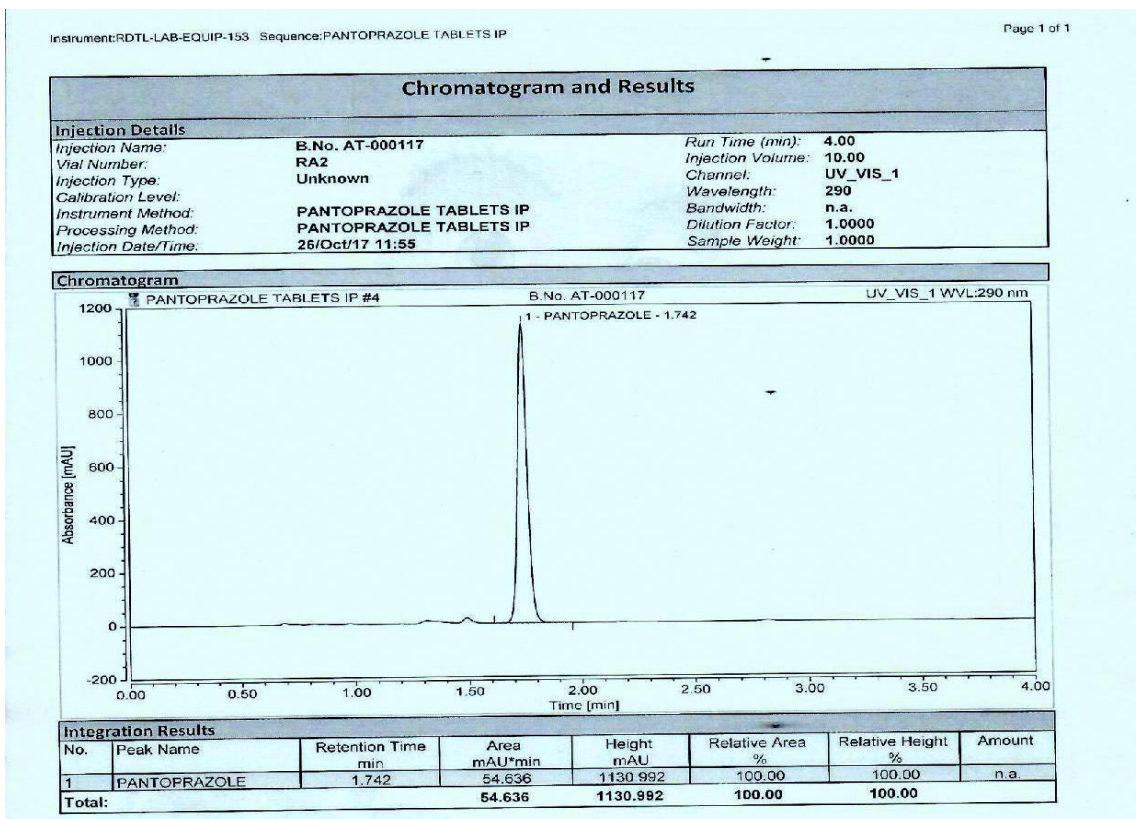 Instrument:RDTL-LAB-EQUIP-153 Sequence:PANTOPRAZOLE TABLETS IP Page 1 of 1
Chromatogram and Results
Injection Details
Injection Name: B.No. AT-000117 Run Time (min): 4.00
Vial Number: RA2 Injection Volume: 10.00
Injection Type: Unknown Channel: UV_VIS_1
Calibration Level: Wavelength: 290
Instrument Method: PANTOPRAZOLE TABLETS IP Bandwidth: n.a.
Processing Method: PANTOPRAZOLE TABLETS IP Dilution Factor: 1.0000
Injection Date/Time: 26/Oct/17 11:55 Sample Weight: 1.0000
Chromatogram
PANTOPRAZOLE TABLETS IP #4 B.No. AT-000117 UV_VIS_1 WVL:290 nm
1200
1 - PANTOPRAZOLE - 1.742
1000
800
600
400
200
0
-200
Absorbance [mAU]
0.00 0.50 1.00 1.50 2.00 2.50 3.00 3.50 4.00
Time [min]
Integration Results
No. Peak Name Retention Time Area Height Relative Area Relative Height Amount
min mAU*min mAU % %
1 PANTOPRAZOLE 1.742 54.636 1130.992 100.00 100.00 n.a.
Total: 54.636 1130.992 100.00 100.00